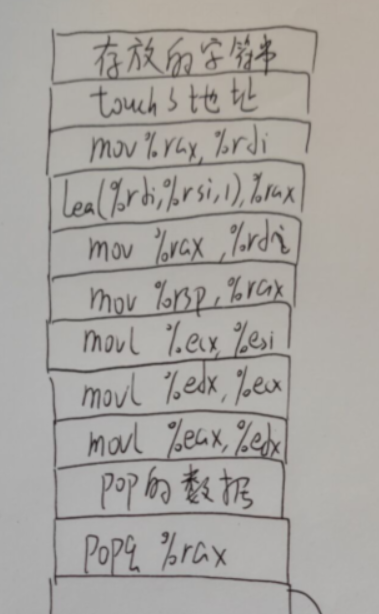 存放的字符串
touch3地址
mov %rax, %rdi
lea(%rdi,%rsi,1),%rax
mov %rax ,%rdi
mov %rsp,%rax
movl %ecx, %esi
movl %edx, %ecx
movl %eax, %edx
pop的数据
popq %rax